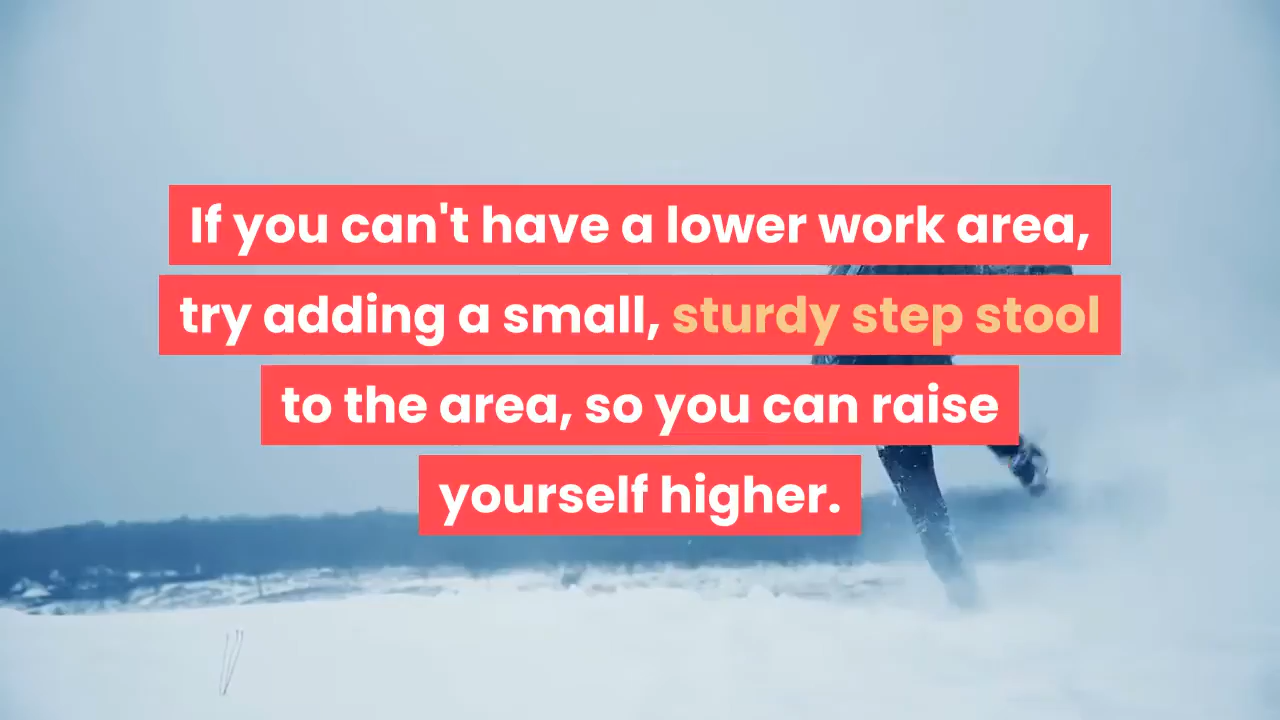 If you can't have a lower work area,
try adding a small, sturdy step stool
to the area, so you can raise
yourself higher.